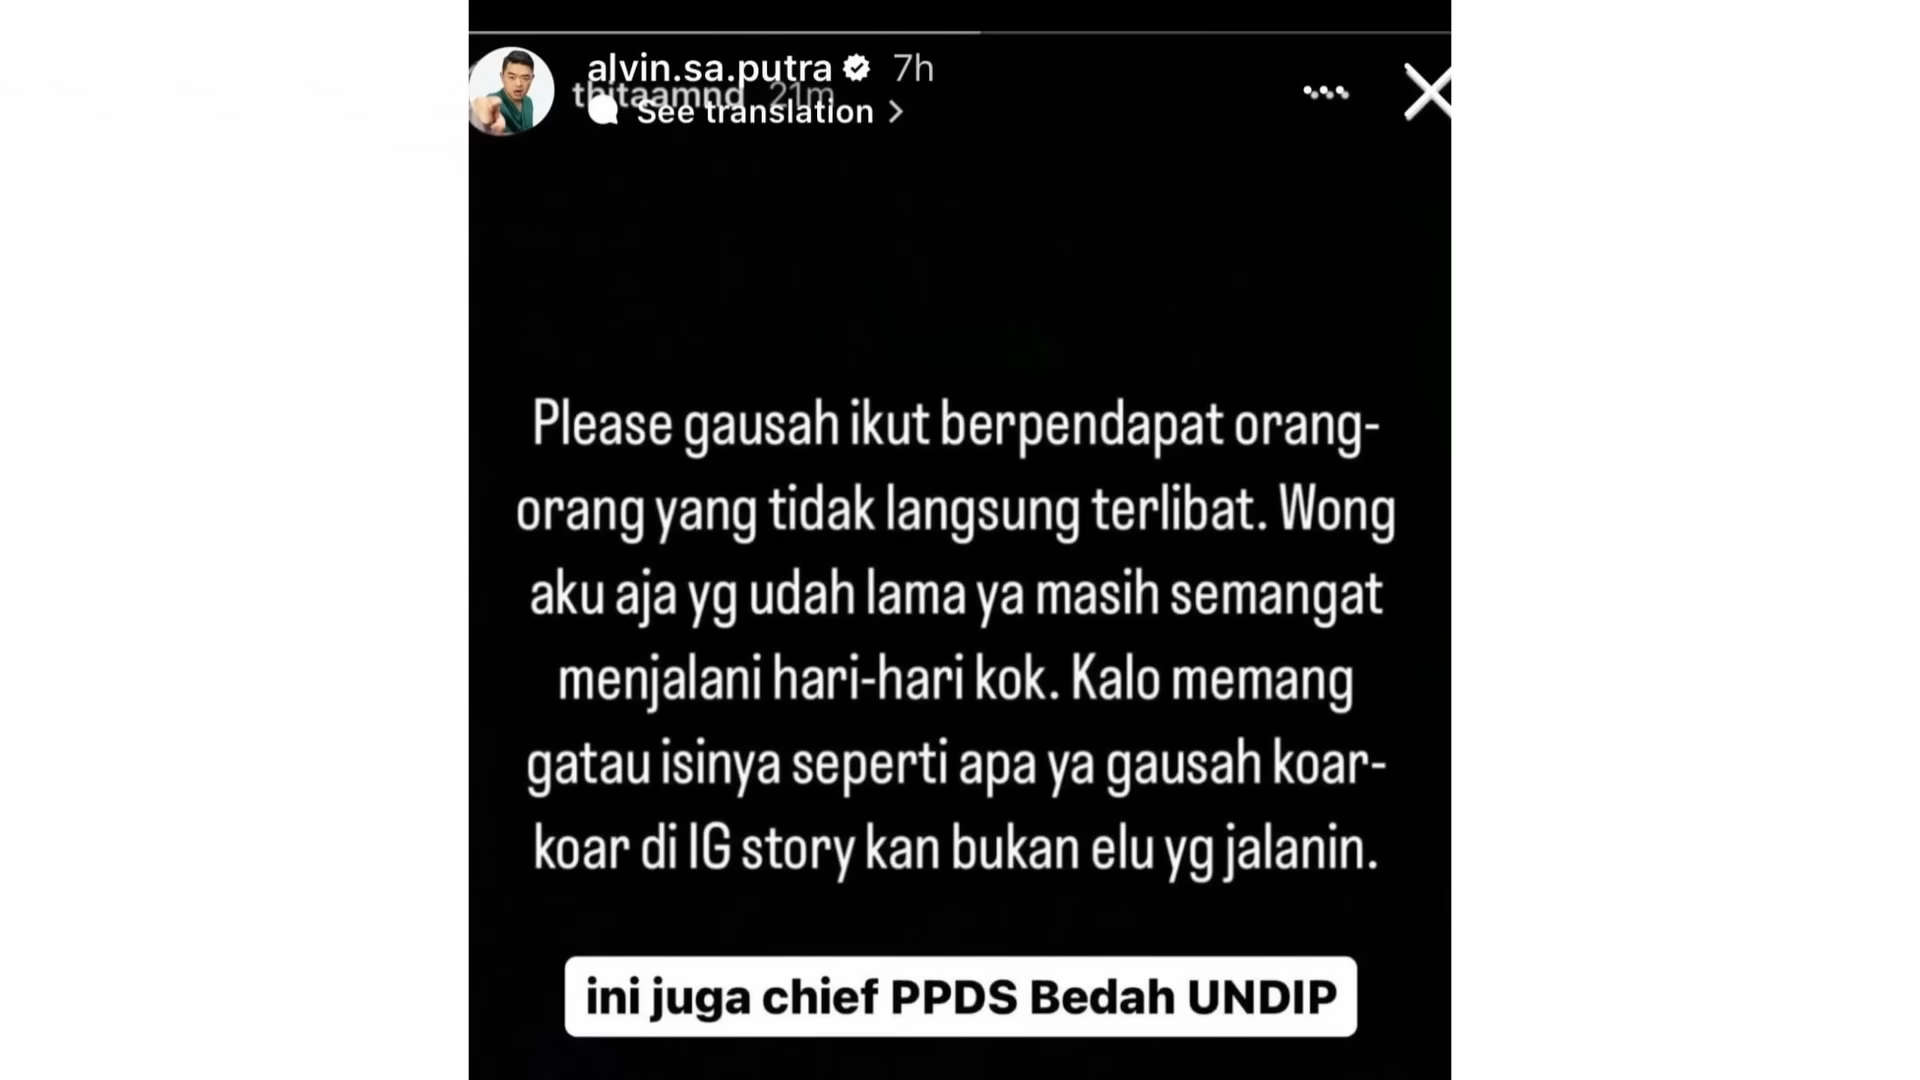 alvin.sa.putra 7h
thitaamnd 21m
See translation >
Please gausah ikut berpendapat orang-
orang yang tidak langsung terlibat. Wong
aku aja yg udah lama ya masih semangat
menjalani hari-hari kok. Kalo memang
gatau isinya seperti apa ya gausah koar-
koar di IG story kan bukan elu yg jalanin.
ini juga chief PPDS Bedah UNDIP